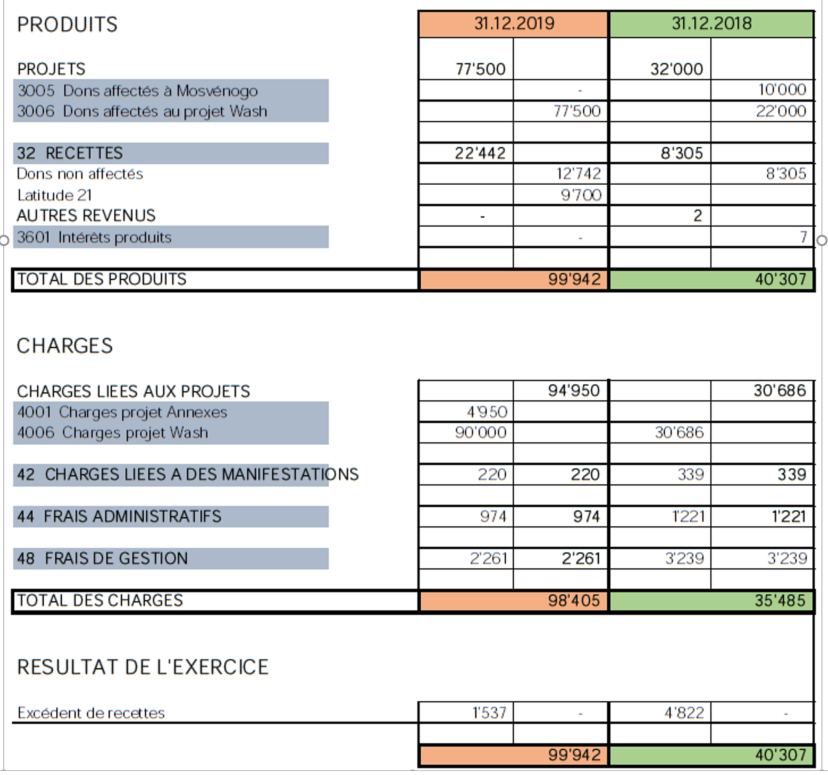 PRODUITS 31.12.2019 31.12.2018
PROJETS 77'500 32'000
3005 Dons affectés à Mosvénogo - 10'000
3006 Dons affectés au projet Wash 77'500 22'000
32 RECETTES 22'442 8'305
Dons non affectés 12'742 8'305
Latitude 21 9'700
AUTRES REVENUS - 2
3601 Intérêts produits - 7
TOTAL DES PRODUITS 99'942 40'307
CHARGES
CHARGES LIEES AUX PROJETS 94'950 30'686
4001 Charges projet Annexes 4'950
4006 Charges projet Wash 90'000 30'686
42 CHARGES LIEES A DES MANIFESTATIONS 220 220 339 339
44 FRAIS ADMINISTRATIFS 974 974 1'221 1'221
48 FRAIS DE GESTION 2'261 2'261 3'239 3'239
TOTAL DES CHARGES 98'405 35'485
RESULTAT DE L'EXERCICE
Excédent de recettes 1'537 - 4'822 -
99'942 40'307